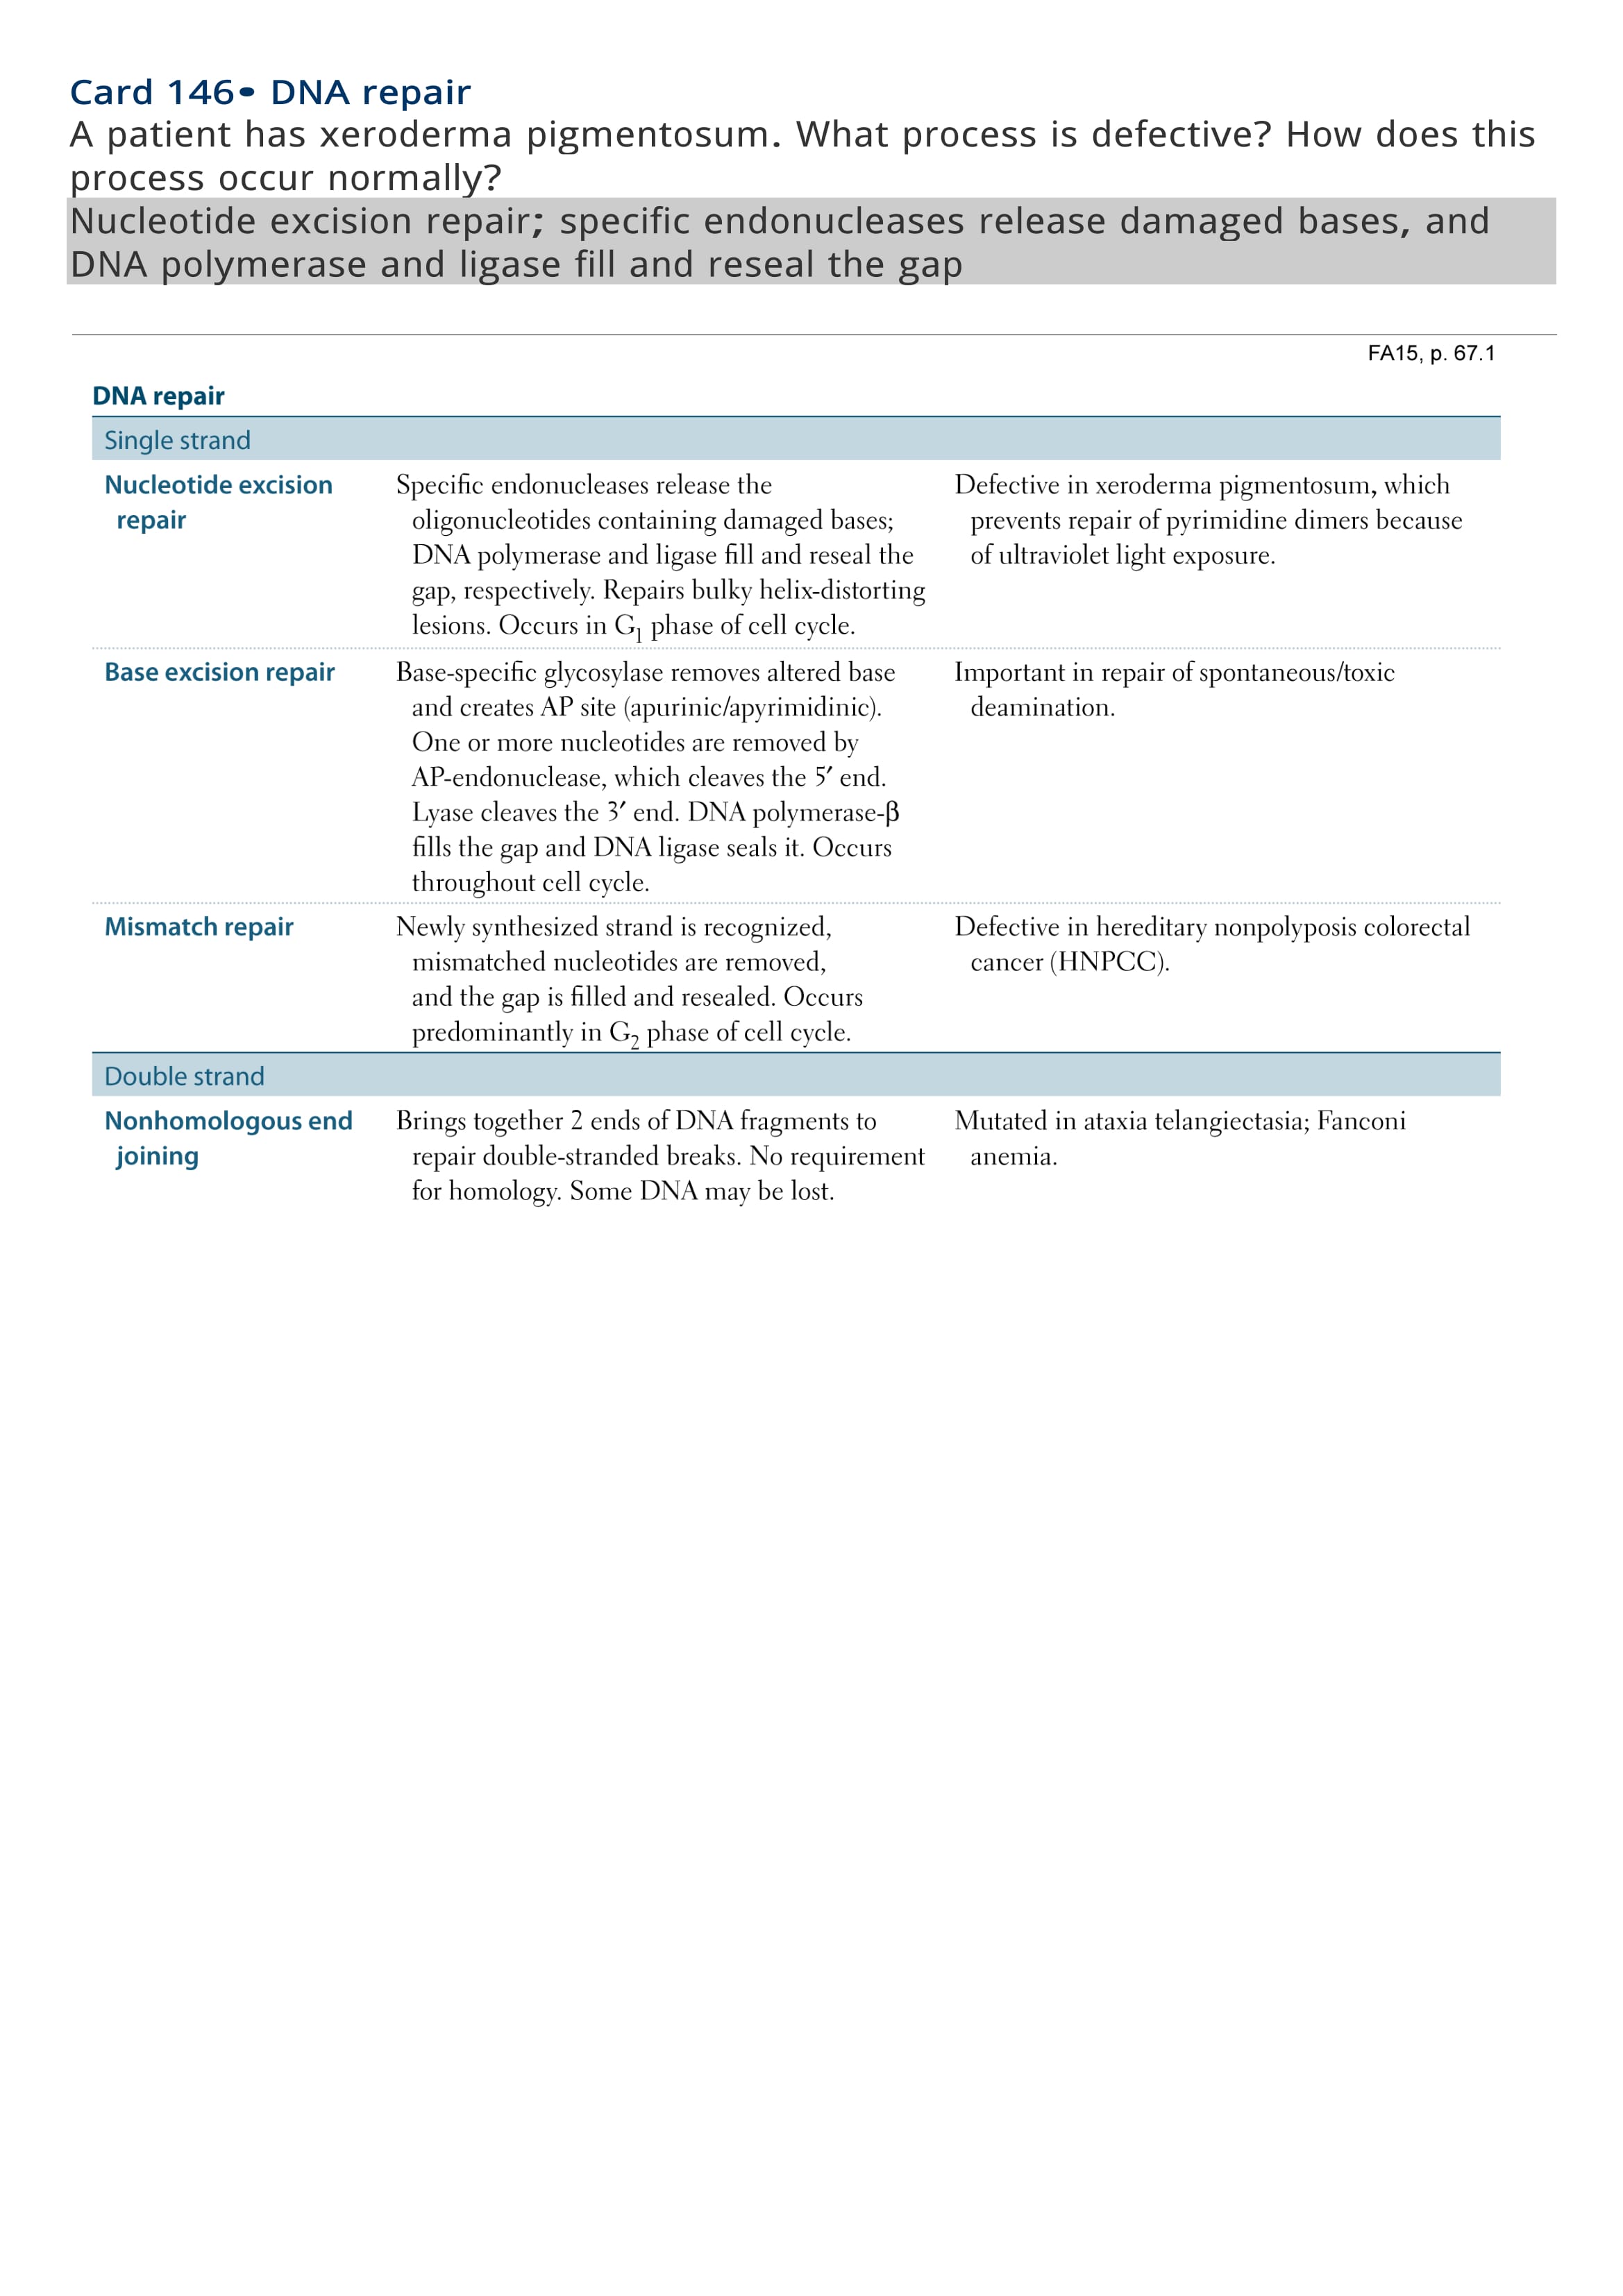 Card 146• DNA repair
A patient has xeroderma pigmentosum. What process is defective? How does this
process occur normally?
Nucleotide excision repair; specific endonucleases release damaged bases, and
DNA polymerase and ligase fill and reseal the gap
FA15, p. 67.1
DNA repair
Single strand
Nucleotide excision
repair
Specific endonucleases release the
oligonucleotides containing damaged bases;
DNA polymerase and ligase fill and reseal the
gap, respectively. Repairs bulky helix-distorting
lesions. Occurs in G1 phase of cell cycle.
Defective in xeroderma pigmentosum, which
prevents repair of pyrimidine dimers because
of ultraviolet light exposure.
Base excision repair
Base-specific glycosylase removes altered base
and creates AP site (apurinic/apyrimidinic).
One or more nucleotides are removed by
AP-endonuclease, which cleaves the 5′ end.
Lyase cleaves the 3′ end. DNA polymerase-β
fills the gap and DNA ligase seals it. Occurs
throughout cell cycle.
Important in repair of spontaneous/toxic
deamination.
Mismatch repair
Newly synthesized strand is recognized,
mismatched nucleotides are removed,
and the gap is filled and resealed. Occurs
predominantly in G2 phase of cell cycle.
Defective in hereditary nonpolyposis colorectal
cancer (HNPCC).
Double strand
Nonhomologous end
joining
Brings together 2 ends of DNA fragments to
repair double-stranded breaks. No requirement
for homology. Some DNA may be lost.
Mutated in ataxia telangiectasia; Fanconi
anemia.